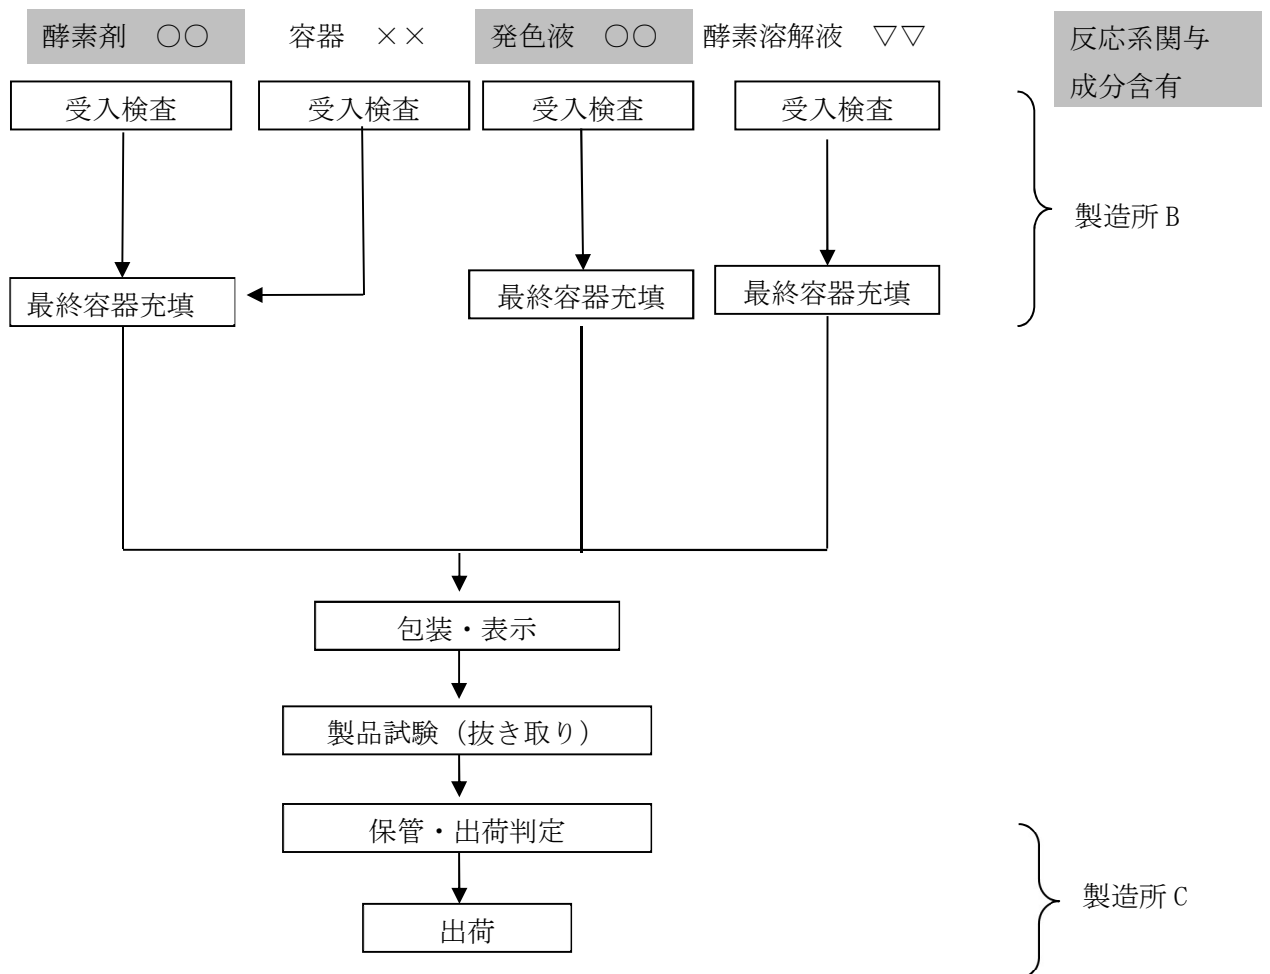 酵素剤　○○
容器　××
発色液　○○
酵素溶解液　▽▽
反応系関与
成分含有
受入検査
受入検査
受入検査
受入検査
製造所 B
最終容器充填
最終容器充填
最終容器充填
包装・表示
製品試験（抜き取り）
保管・出荷判定
製造所 C
出荷